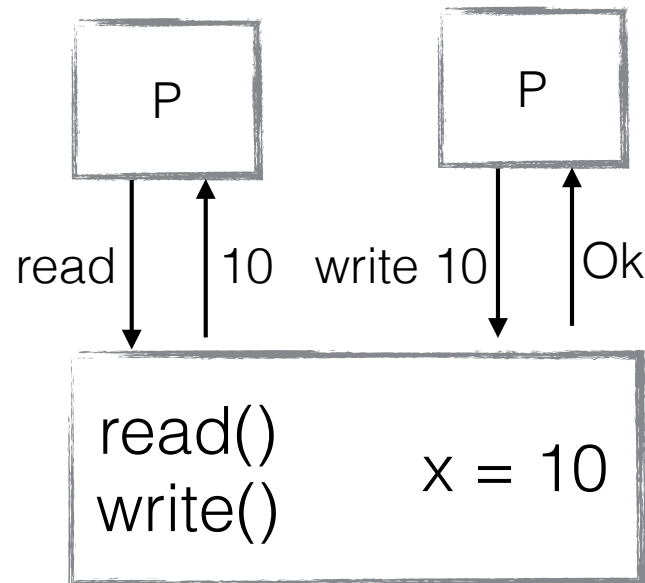 P
P
read
10
write 10
Ok
read()
write()
x = 10